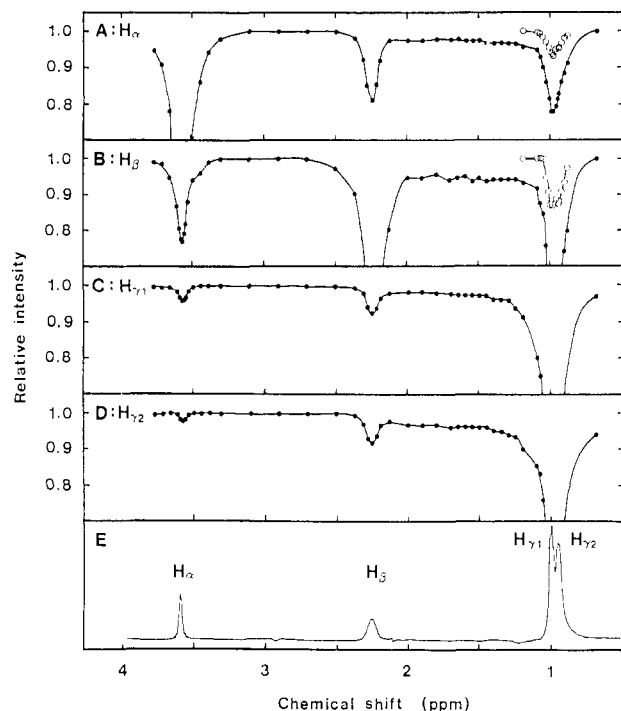 A: Hα
1.0
0.9
0.8
B: Hβ
1.0
0.9
0.8
C: Hγ1
1.0
0.9
0.8
D: Hγ2
1.0
0.9
0.8
E
Hα
Hβ
Hγ1
Hγ2
4 3 2 1
Relative intensity
Chemical shift (ppm)